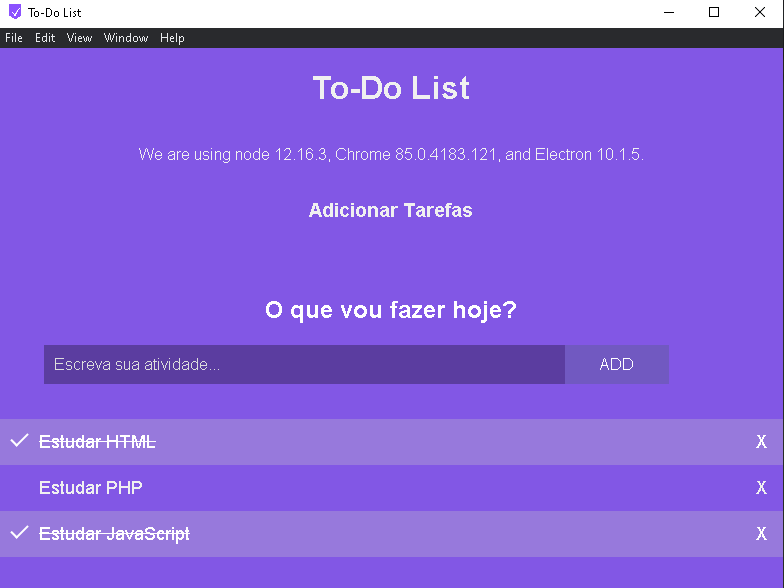 To-Do List
File Edit View Window Help
To-Do List
We are using node 12.16.3, Chrome 85.0.4183.121, and Electron 10.1.5.
Adicionar Tarefas
O que vou fazer hoje?
Escreva sua atividade... ADD
Estudar HTML X
Estudar PHP X
Estudar JavaScript X